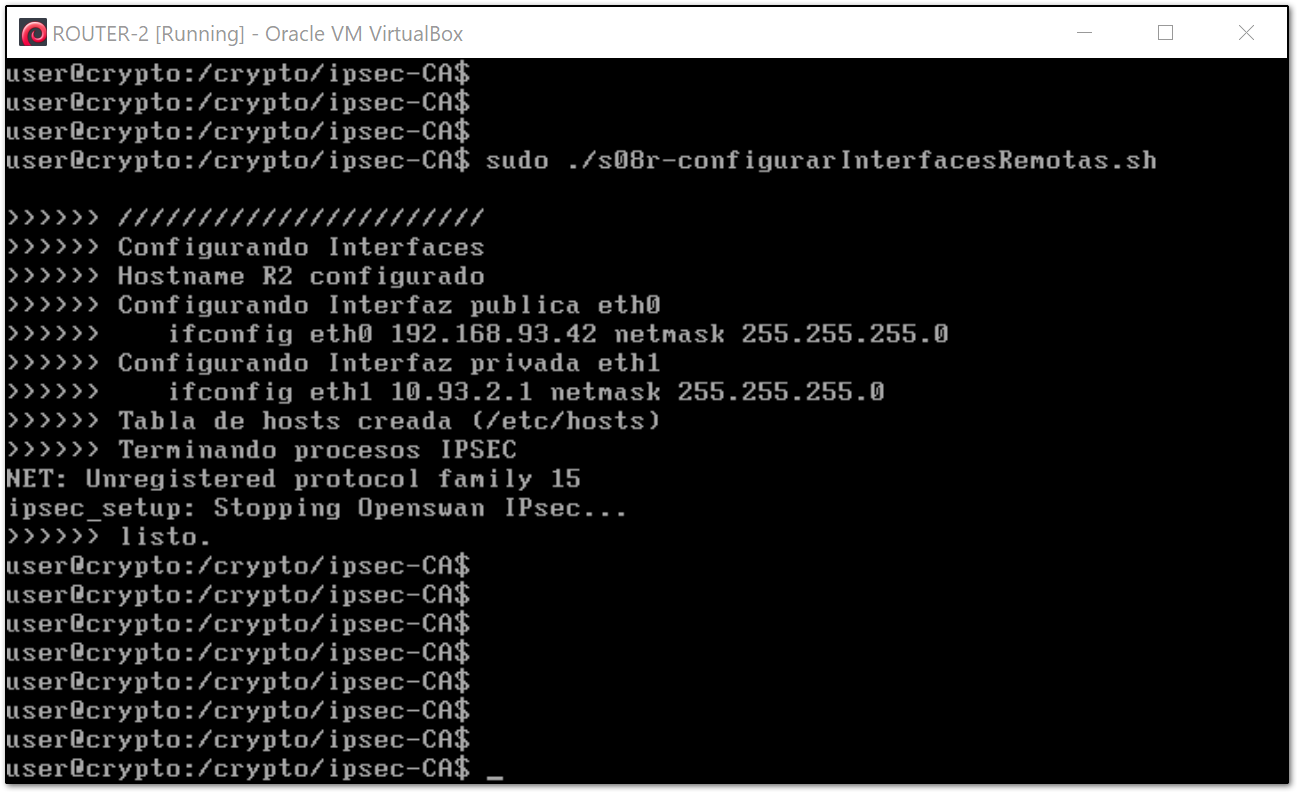 ROUTER-2 [Running] - Oracle VM VirtualBox
user@crypto:/crypto/ipsec-CA$
user@crypto:/crypto/ipsec-CA$
user@crypto:/crypto/ipsec-CA$
user@crypto:/crypto/ipsec-CA$ sudo ./s08r-configurarInterfacesRemotas.sh

>>>>>> ///////////////////////
>>>>>> Configurando Interfaces
>>>>>> Hostname R2 configurado
>>>>>> Configurando Interfaz publica eth0
>>>>>>    ifconfig eth0 192.168.93.42 netmask 255.255.255.0
>>>>>> Configurando Interfaz privada eth1
>>>>>>    ifconfig eth1 10.93.2.1 netmask 255.255.255.0
>>>>>> Tabla de hosts creada (/etc/hosts)
>>>>>> Terminando procesos IPSEC
NET: Unregistered protocol family 15
ipsec_setup: Stopping Openswan IPsec...
>>>>>> listo.
user@crypto:/crypto/ipsec-CA$
user@crypto:/crypto/ipsec-CA$
user@crypto:/crypto/ipsec-CA$
user@crypto:/crypto/ipsec-CA$
user@crypto:/crypto/ipsec-CA$
user@crypto:/crypto/ipsec-CA$
user@crypto:/crypto/ipsec-CA$
user@crypto:/crypto/ipsec-CA$ _